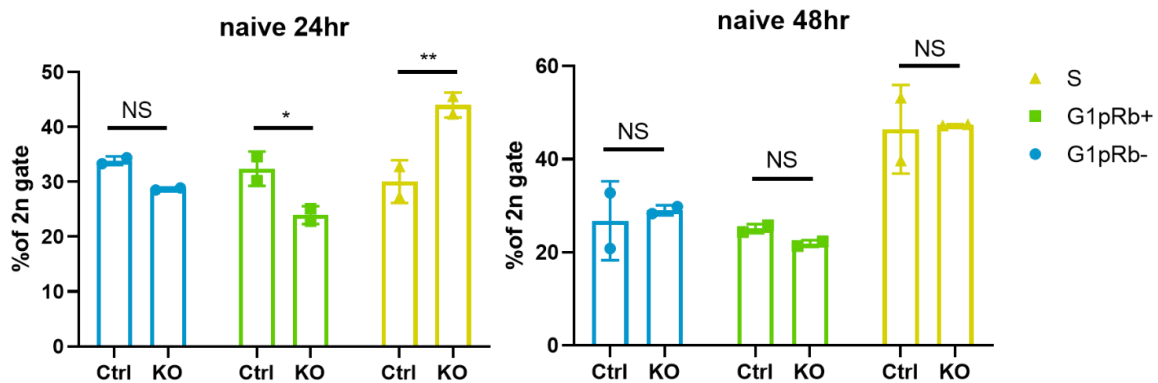 naive 24hr
%of 2n gate
50
40
30
20
10
0
NS
*
**
Ctrl KO Ctrl KO Ctrl KO
naive 48hr
%of 2n gate
60
40
20
0
NS
NS
NS
Ctrl KO Ctrl KO Ctrl KO
S
G1pRb+
G1pRb-